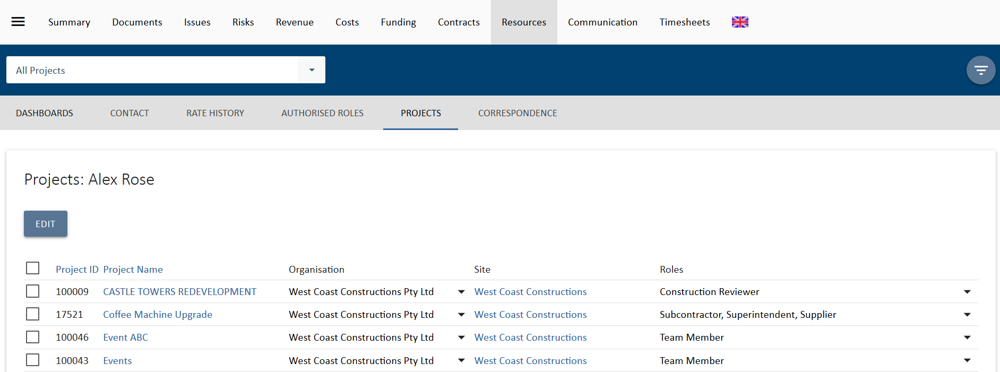 Summary Documents Issues Risks Revenue Costs Funding Contracts Resources Communication Timesheets
All Projects
DASHBOARDS CONTACT RATE HISTORY AUTHORISED ROLES PROJECTS CORRESPONDENCE
Projects: Alex Rose
EDIT
Project ID Project Name Organisation Site Roles
100009 CASTLE TOWERS REDEVELOPMENT West Coast Constructions Pty Ltd West Coast Constructions Construction Reviewer
17521 Coffee Machine Upgrade West Coast Constructions Pty Ltd West Coast Constructions Subcontractor, Superintendent, Supplier
100046 Event ABC West Coast Constructions Pty Ltd West Coast Constructions Team Member
100043 Events West Coast Constructions Pty Ltd West Coast Constructions Team Member